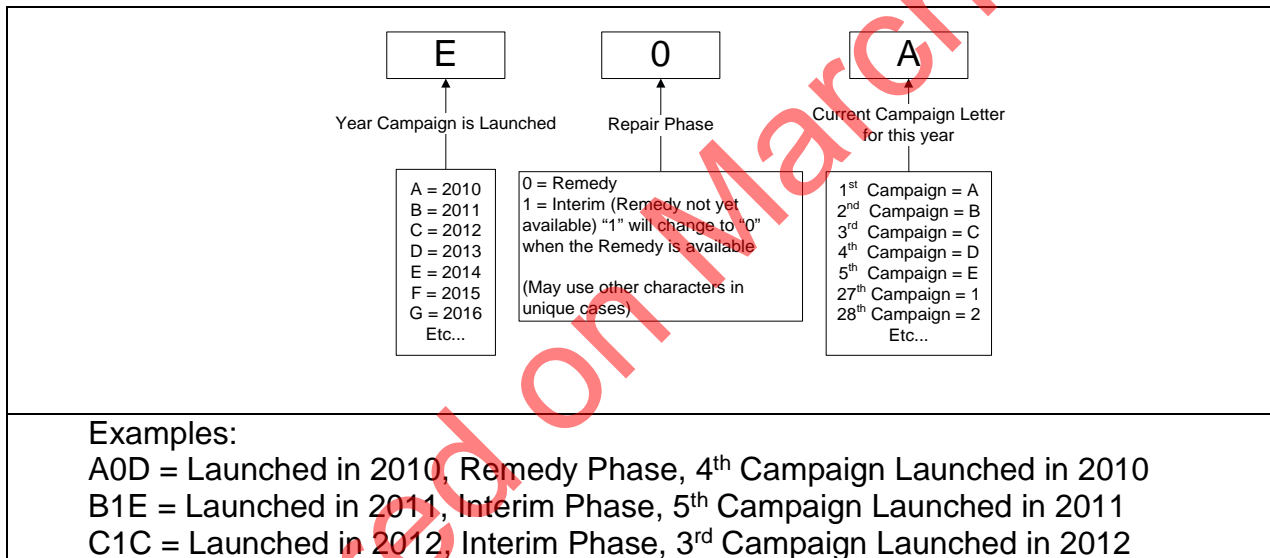 E 0 A
Year Campaign is Launched
Repair Phase
Current Campaign Letter
for this year
A = 2010
B = 2011
C = 2012
D = 2013
E = 2014
F = 2015
G = 2016
Etc...
0 = Remedy
1 = Interim (Remedy not yet
available) “1” will change to “0”
when the Remedy is available
(May use other characters in
unique cases)
1st Campaign = A
2nd Campaign = B
3rd Campaign = C
4th Campaign = D
5th Campaign = E
27th Campaign = 1
28th Campaign = 2
Etc...
Examples:
A0D = Launched in 2010, Remedy Phase, 4th Campaign Launched in 2010
B1E = Launched in 2011, Interim Phase, 5th Campaign Launched in 2011
C1C = Launched in 2012, Interim Phase, 3rd Campaign Launched in 2012
red on March